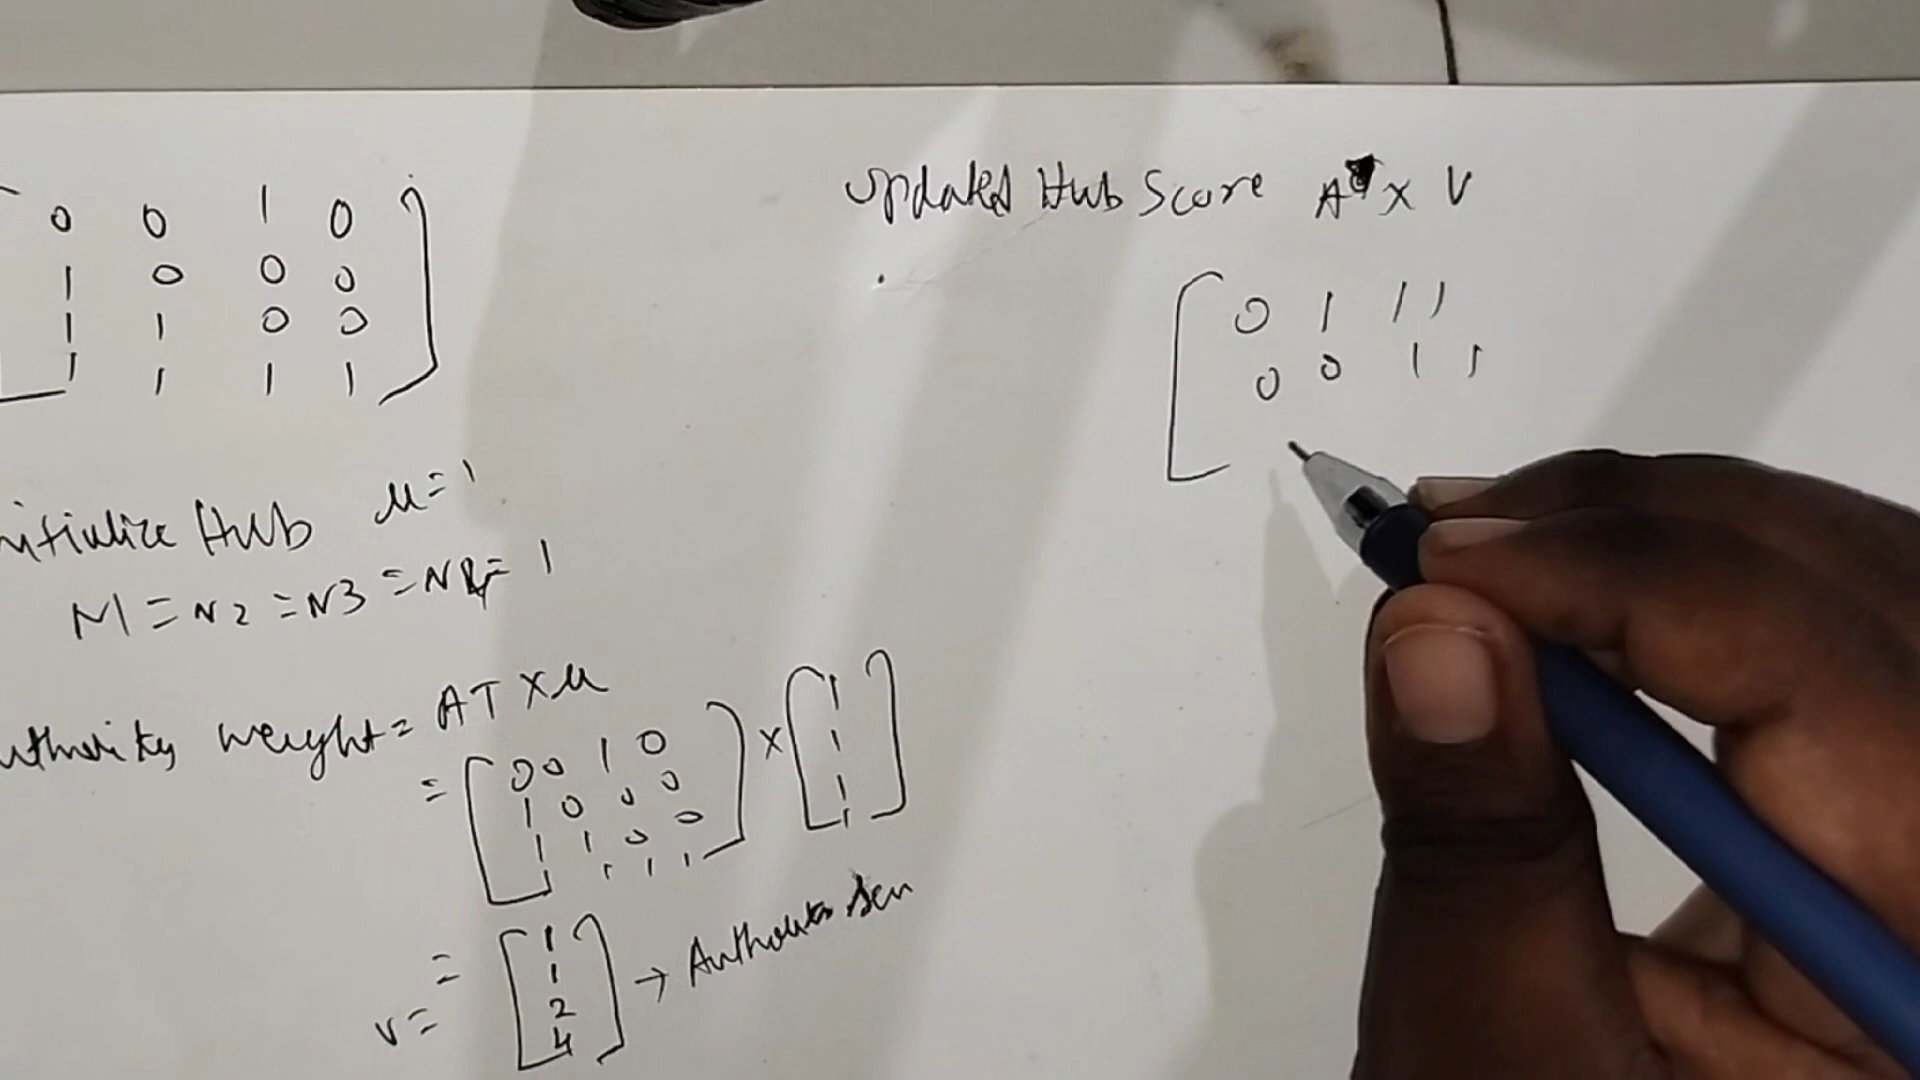 0 0 1 0
1 0 0 0
1 1 0 0
1 1 1 1
nitialize Hub u=1
N1 = N2 = N3 = N4 = 1
uthority weight = AT X u
= [0 0 1 0
1 0 0 0
1 1 0 0
1 1 1] X [1
1
1
1]
=
v = [1
1
2
4] → Authority
Updated Hub Score A X V
[0 1 1 1
0 0 1 1